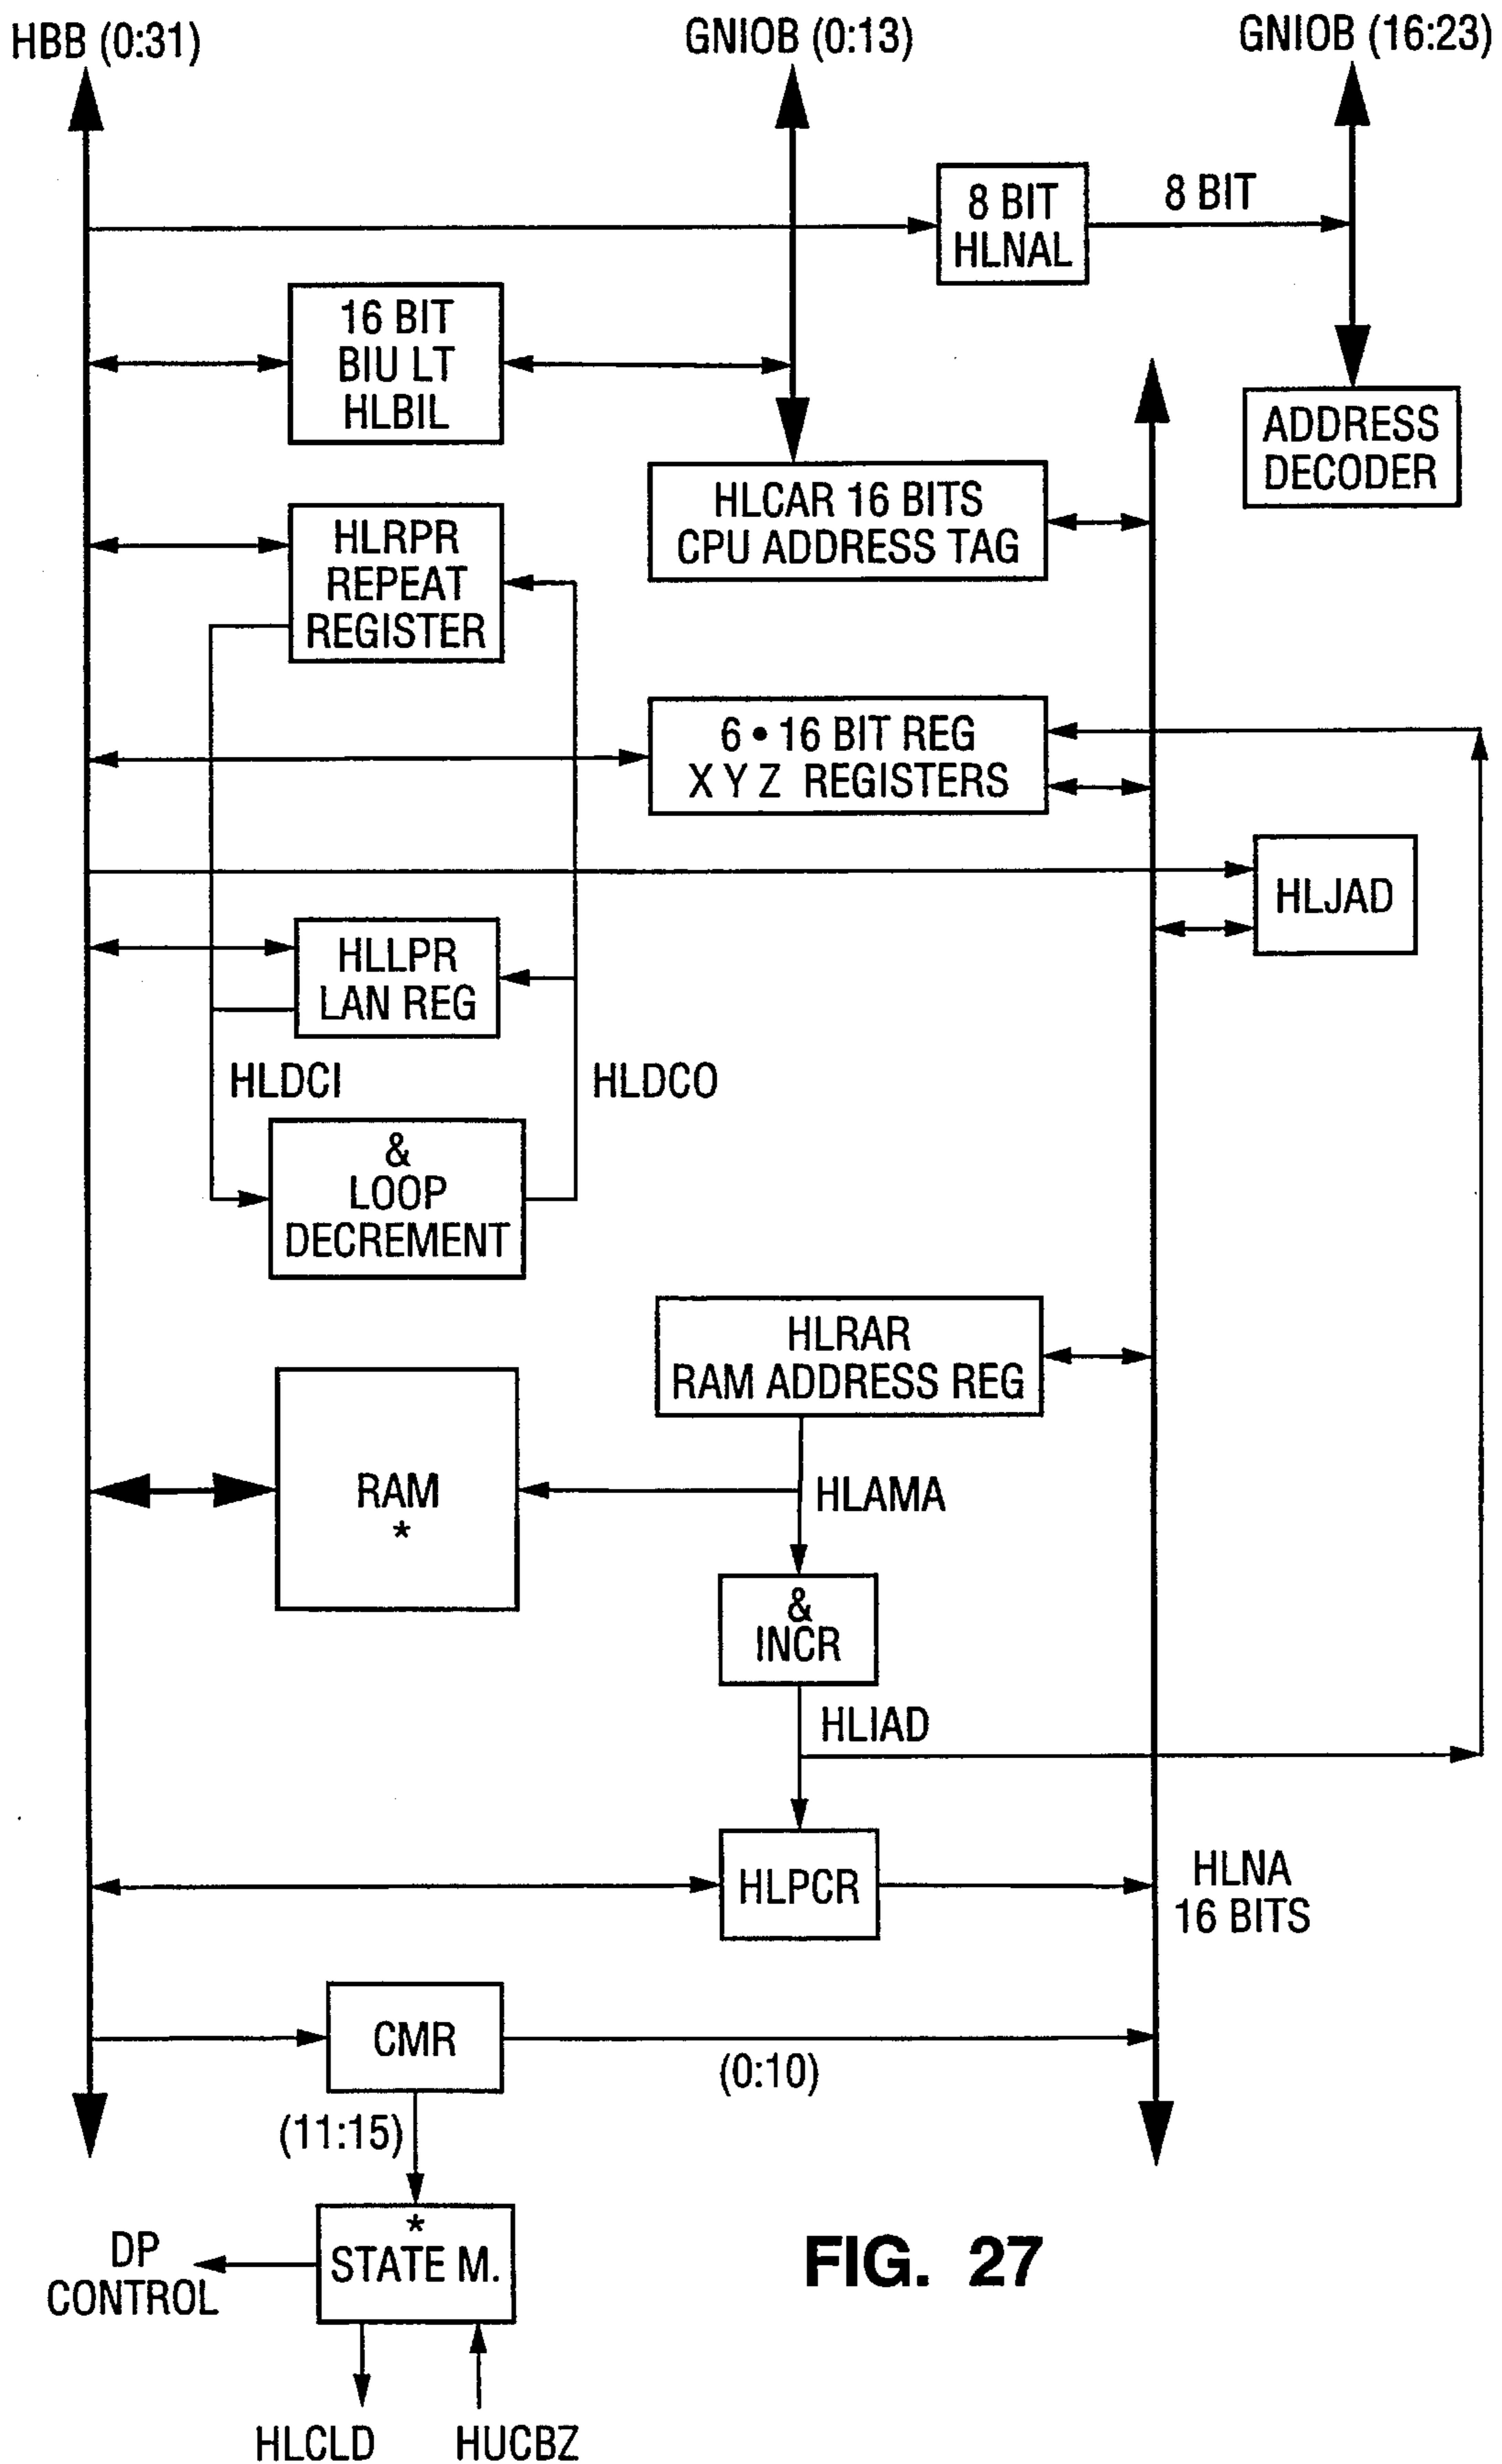 HBB (0:31)
GNIOB (0:13)
GNIOB (16:23)
8 BIT
HLNAL
8 BIT
16 BIT
BIU LT
HLBIL
ADDRESS
DECODER
HLCAR 16 BITS
CPU ADDRESS TAG
HLRPR
REPEAT
REGISTER
6 • 16 BIT REG
X Y Z REGISTERS
HLJAD
HLLPR
LAN REG
HLDCI
HLDCO
&
LOOP
DECREMENT
HLRAR
RAM ADDRESS REG
RAM
*
HLAMA
&
INCR
HLIAD
HLPCR
HLNA
16 BITS
CMR
(0:10)
(11:15)
*
STATE M.
DP
CONTROL
HLCLD
HUCBZ
FIG. 27